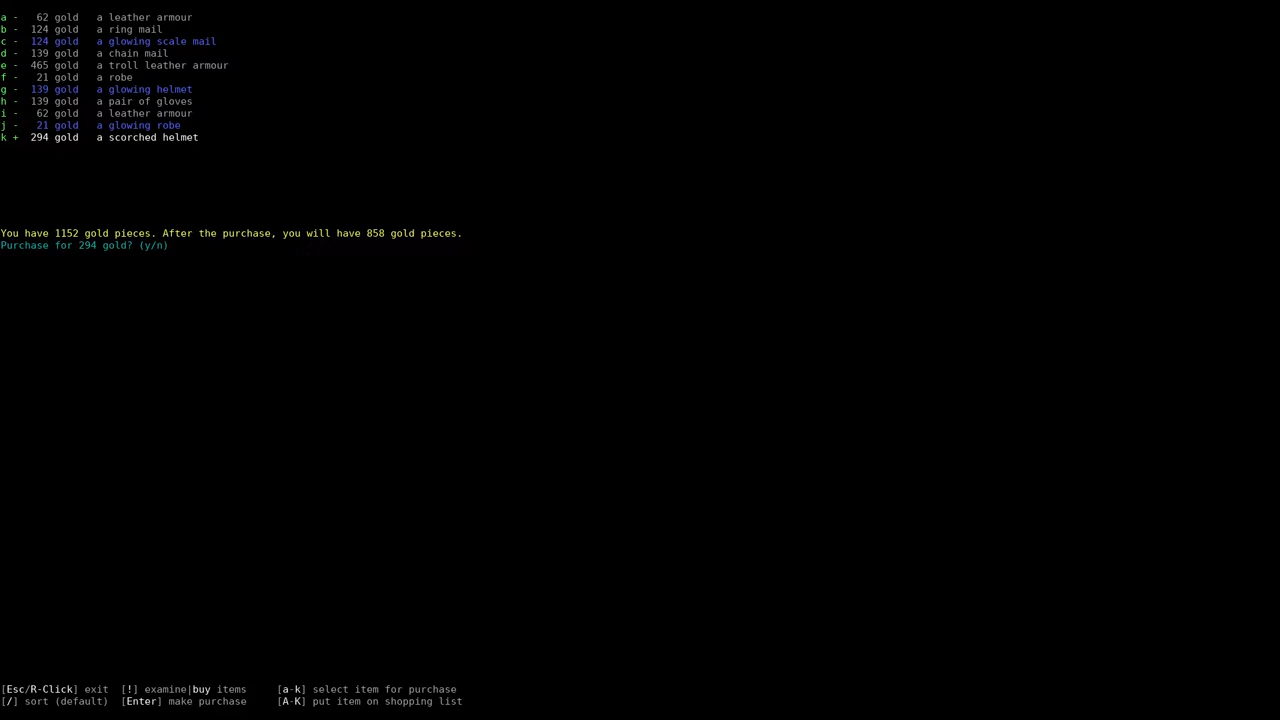 a -   62 gold   a leather armour
b -  124 gold   a ring mail
c -  124 gold   a glowing scale mail
d -  139 gold   a chain mail
e -  465 gold   a troll leather armour
f -   21 gold   a robe
g -  139 gold   a glowing helmet
h -  139 gold   a pair of gloves
i -   62 gold   a leather armour
j -   21 gold   a glowing robe
k +  294 gold   a scorched helmet
You have 1152 gold pieces. After the purchase, you will have 858 gold pieces.
Purchase for 294 gold? (y/n)
[Esc/R-Click] exit  [!] examine|buy items     [a-k] select item for purchase
[/] sort (default)  [Enter] make purchase     [A-K] put item on shopping list